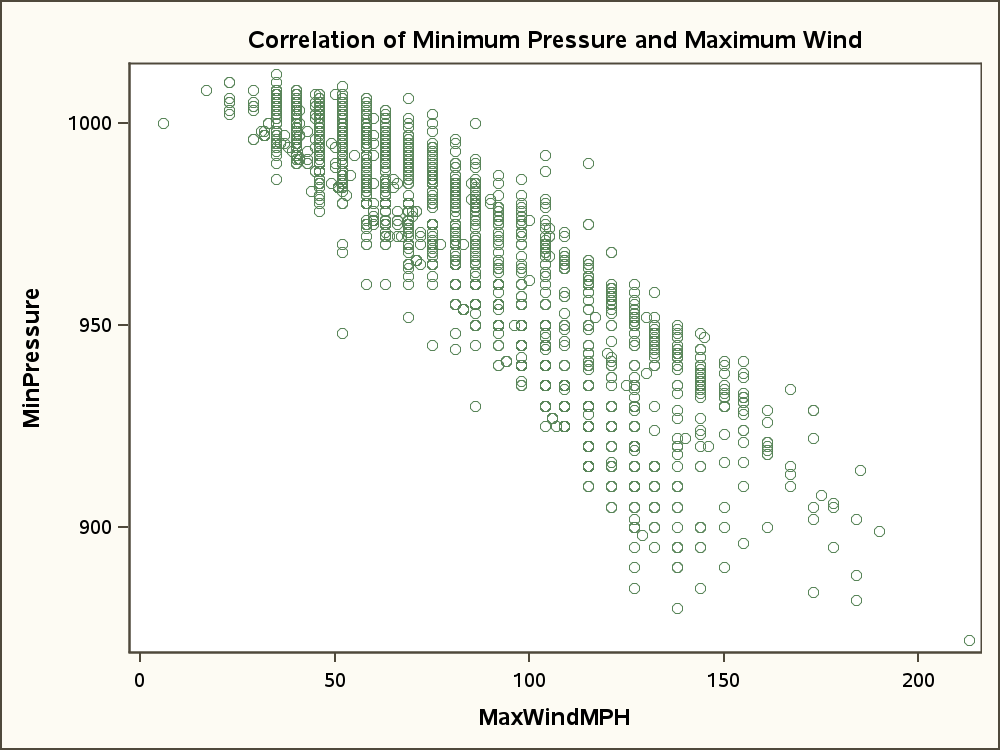 Correlation of Minimum Pressure and Maximum Wind
MinPressure
1000
950
900
0 50 100 150 200
MaxWindMPH